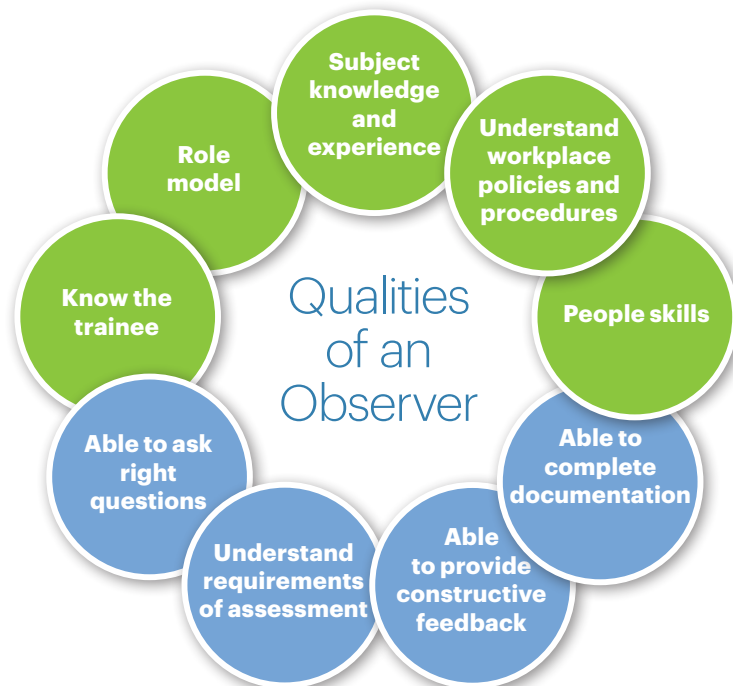 Subject
knowledge
and
experience
Understand
workplace
policies and
procedures
People skills
Able to
complete
documentation
Able
to provide
constructive
feedback
Understand
requirements
of assessment
Able to ask
right
questions
Know the
trainee
Role
model
Qualities
of an
Observer